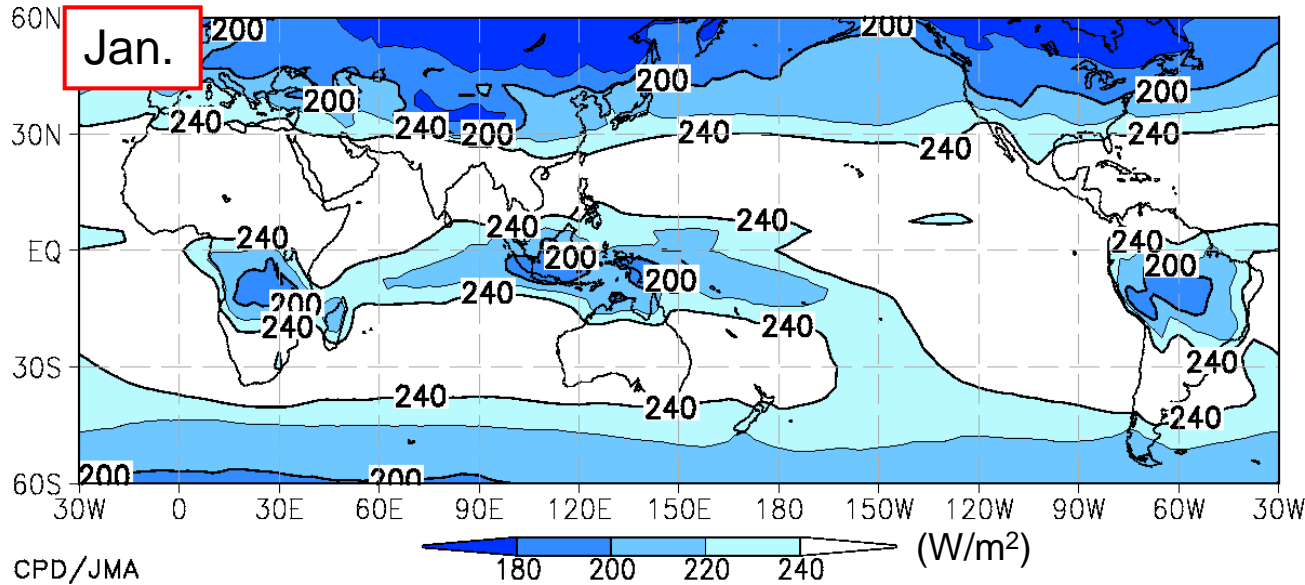 60N 200 200
Jan.
200 200 200
30N 240 240 200 240 240 240
240
EQ 240 240 240
200 200 200
240 200 240
240
30S 240
240 240 240
60S 200 200
30W 0 30E 60E 90E 120E 150E 180 150W 120W 90W 60W 30W
(W/m²)
CPD/JMA 180 200 220 240